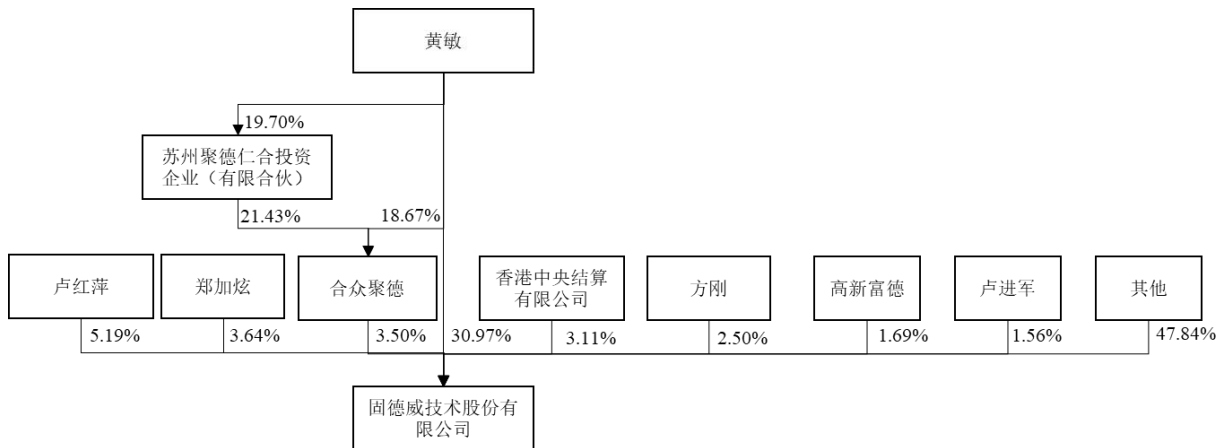 黄敏
19.70%
苏州聚德仁合投资
企业（有限合伙）
21.43%
18.67%
卢红萍
郑加炫
合众聚德
香港中央结算
有限公司
方刚
高新富德
卢进军
其他
5.19%
3.64%
3.50%
30.97%
3.11%
2.50%
1.69%
1.56%
47.84%
固德威技术股份有
限公司